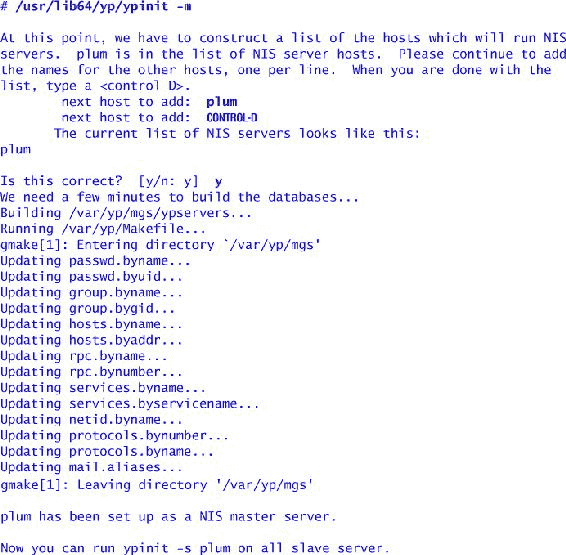 # /usr/lib64/yp/ypinit -m
At this point, we have to construct a list of the hosts which will run NIS
servers. plum is in the list of NIS server hosts. Please continue to add
the names for the other hosts, one per line. When you are done with the
list, type a <control D>.
next host to add: plum
next host to add: CONTROL-D
The current list of NIS servers looks like this:
plum
Is this correct? [y/n: y] y
We need a few minutes to build the databases...
Building /var/yp/mgs/ypservers...
Running /var/yp/Makefile...
gmake[1]: Entering directory `/var/yp/mgs'
Updating passwd.byname...
Updating passwd.byuid...
Updating group.byname...
Updating group.bygid...
Updating hosts.byname...
Updating hosts.byaddr...
Updating rpc.byname...
Updating rpc.bynumber...
Updating services.byname...
Updating services.byservicename...
Updating netid.byname...
Updating protocols.bynumber...
Updating protocols.byname...
Updating mail.aliases...
gmake[1]: Leaving directory '/var/yp/mgs'
plum has been set up as a NIS master server.
Now you can run ypinit -s plum on all slave server.